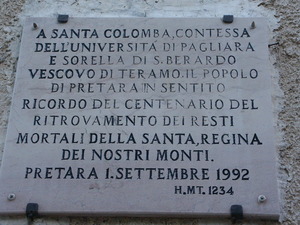 A SANTA COLOMBA, CONTESSA
DELL'UNIVERSITÀ DI PAGLIARA
E SORELLA DI S. BERARDO
VESCOVO DI TERAMO. IL POPOLO
DI PRETARA IN SENTITO
RICORDO DEL CENTENARIO DEL
RITROVAMENTO DEI RESTI
MORTALI DELLA SANTA, REGINA
DEI NOSTRI MONTI.
PRETARA 1. SETTEMBRE 1992
H.MT. 1234